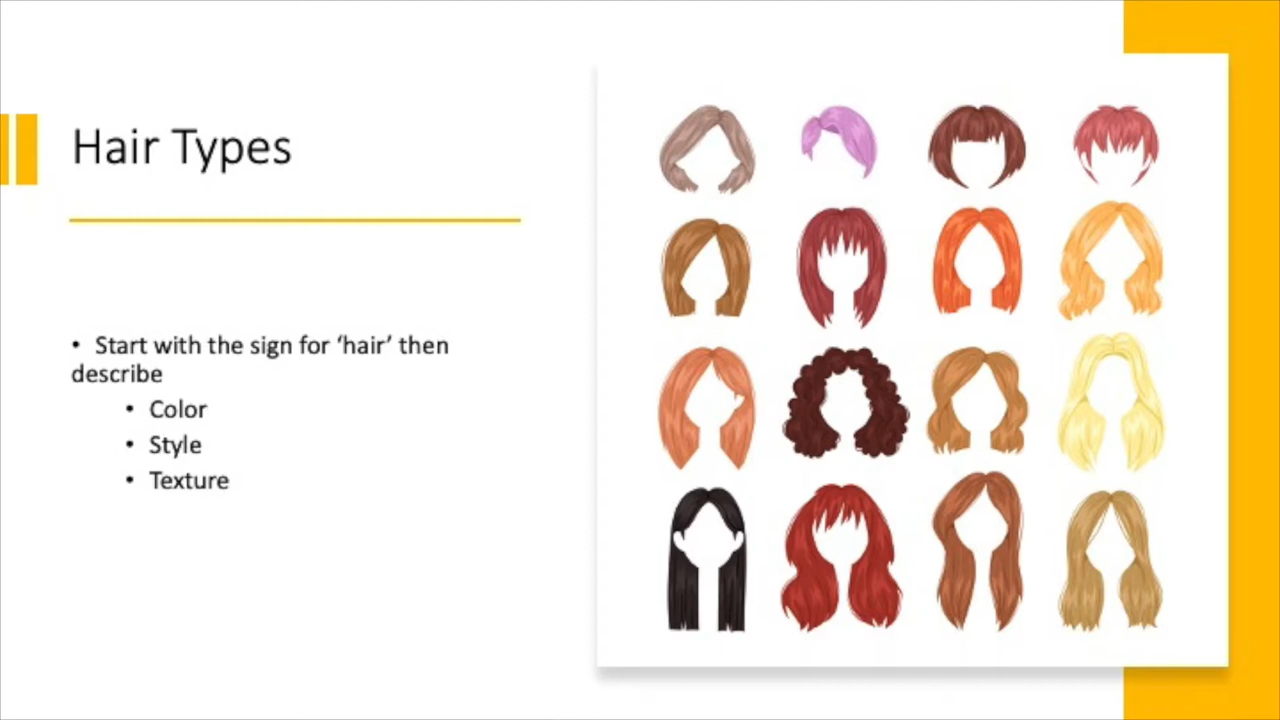 Hair Types
• Start with the sign for ‘hair’ then
describe
• Color
• Style
• Texture